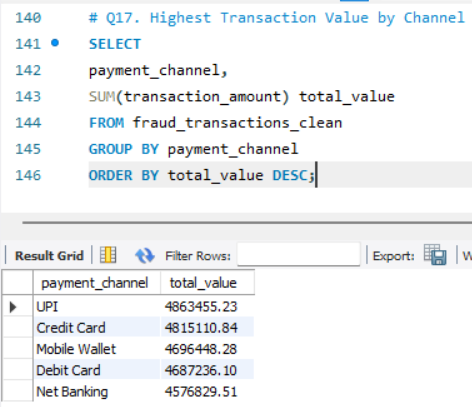 140 # Q17. Highest Transaction Value by Channel
141 SELECT
142 payment_channel,
143 SUM(transaction_amount) total_value
144 FROM fraud_transactions_clean
145 GROUP BY payment_channel
146 ORDER BY total_value DESC;
Result Grid Filter Rows: Export:
payment_channel total_value
UPI 4863455.23
Credit Card 4815110.84
Mobile Wallet 4696448.28
Debit Card 4687236.10
Net Banking 4576829.51